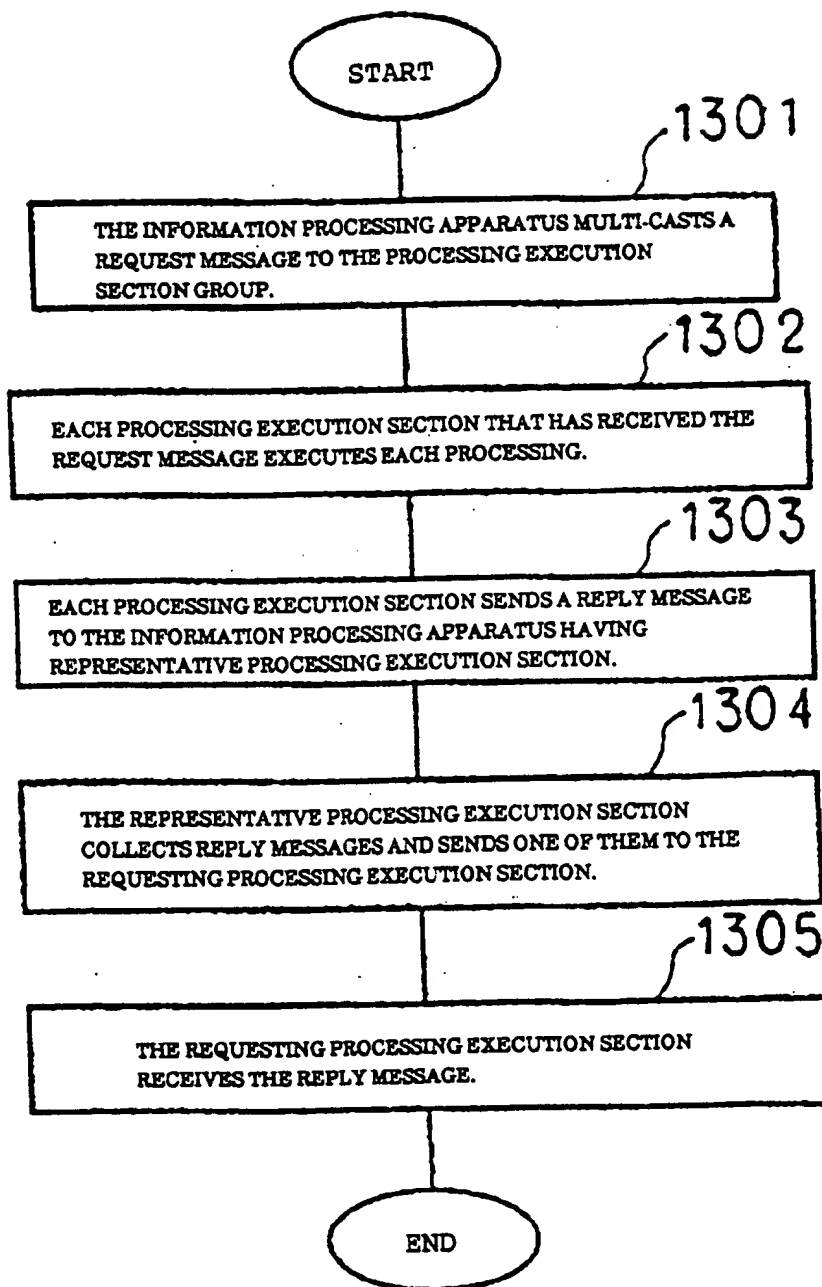 START
1301
THE INFORMATION PROCESSING APPARATUS MULTI-CASTS A
REQUEST MESSAGE TO THE PROCESSING EXECUTION
SECTION GROUP.
1302
EACH PROCESSING EXECUTION SECTION THAT HAS RECEIVED THE
REQUEST MESSAGE EXECUTES EACH PROCESSING.
1303
EACH PROCESSING EXECUTION SECTION SENDS A REPLY MESSAGE
TO THE INFORMATION PROCESSING APPARATUS HAVING
REPRESENTATIVE PROCESSING EXECUTION SECTION.
1304
THE REPRESENTATIVE PROCESSING EXECUTION SECTION
COLLECTS REPLY MESSAGES AND SENDS ONE OF THEM TO THE
REQUESTING PROCESSING EXECUTION SECTION.
1305
THE REQUESTING PROCESSING EXECUTION SECTION
RECEIVES THE REPLY MESSAGE.
END